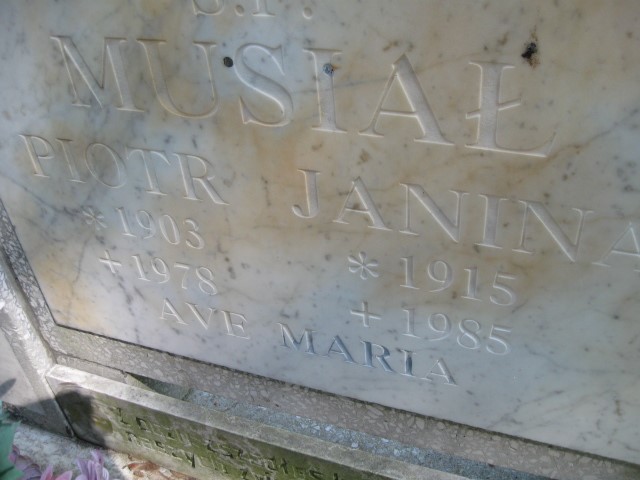 Ś.P.
MUSIAŁ
PIOTR JANINA
* 1903 * 1915
+ 1978 + 1985
AVE MARIA